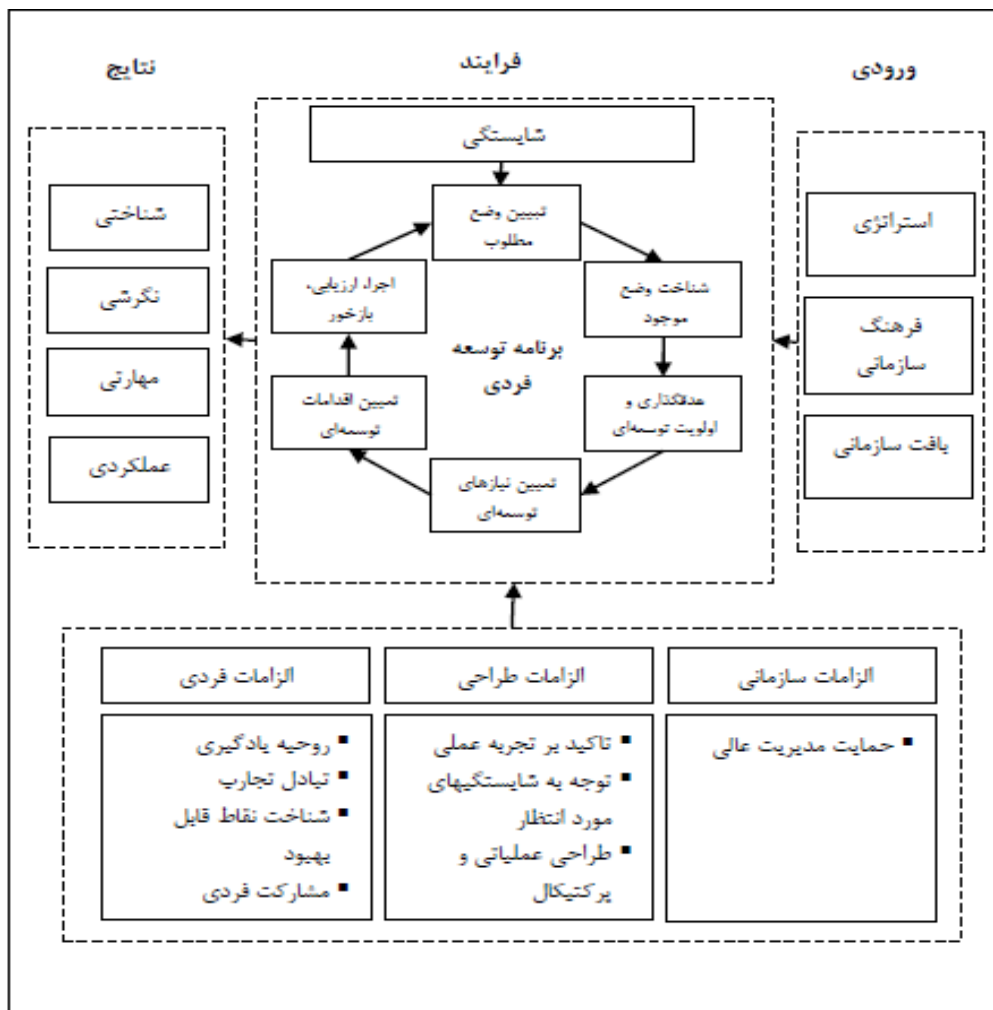 ورودی
فرایند
نتایج
استراتژی
فرهنگ
سازمانی
بافت سازمانی
شایستگی
تبیین وضع
مطلوب
شناخت وضع
موجود
هدفگذاری و
اولویت توسعه‌ای
تعیین نیازهای
توسعه‌ای
تعیین اقدامات
توسعه‌ای
اجرا، ارزیابی،
بازخور
برنامه توسعه
فردی
شناختی
نگرشی
مهارتی
عملکردی
الزامات سازمانی
▪ حمایت مدیریت عالی
الزامات طراحی
▪ تاکید بر تجربه عملی
▪ توجه به شایستگیهای
مورد انتظار
▪ طراحی عملیاتی و
پرکتیکال
الزامات فردی
▪ روحیه یادگیری
▪ تبادل تجارب
▪ شناخت نقاط قابل
بهبود
▪ مشارکت فردی